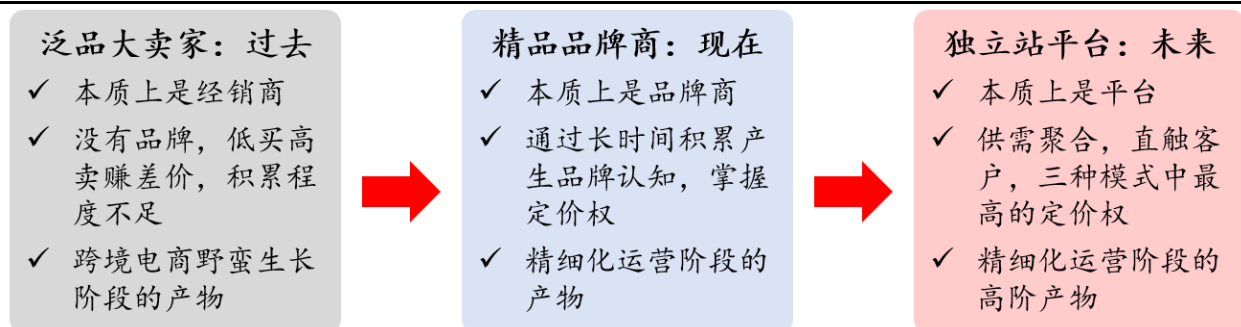 泛品大卖家：过去
✓ 本质上是经销商
✓ 没有品牌，低买高
卖赚差价，积累程
度不足
✓ 跨境电商野蛮生长
阶段的产物
精品品牌商：现在
✓ 本质上是品牌商
✓ 通过长时间积累产
生品牌认知，掌握
定价权
✓ 精细化运营阶段的
产物
独立站平台：未来
✓ 本质上是平台
✓ 供需聚合，直触客
户，三种模式中最
高的定价权
✓ 精细化运营阶段的
高阶产物